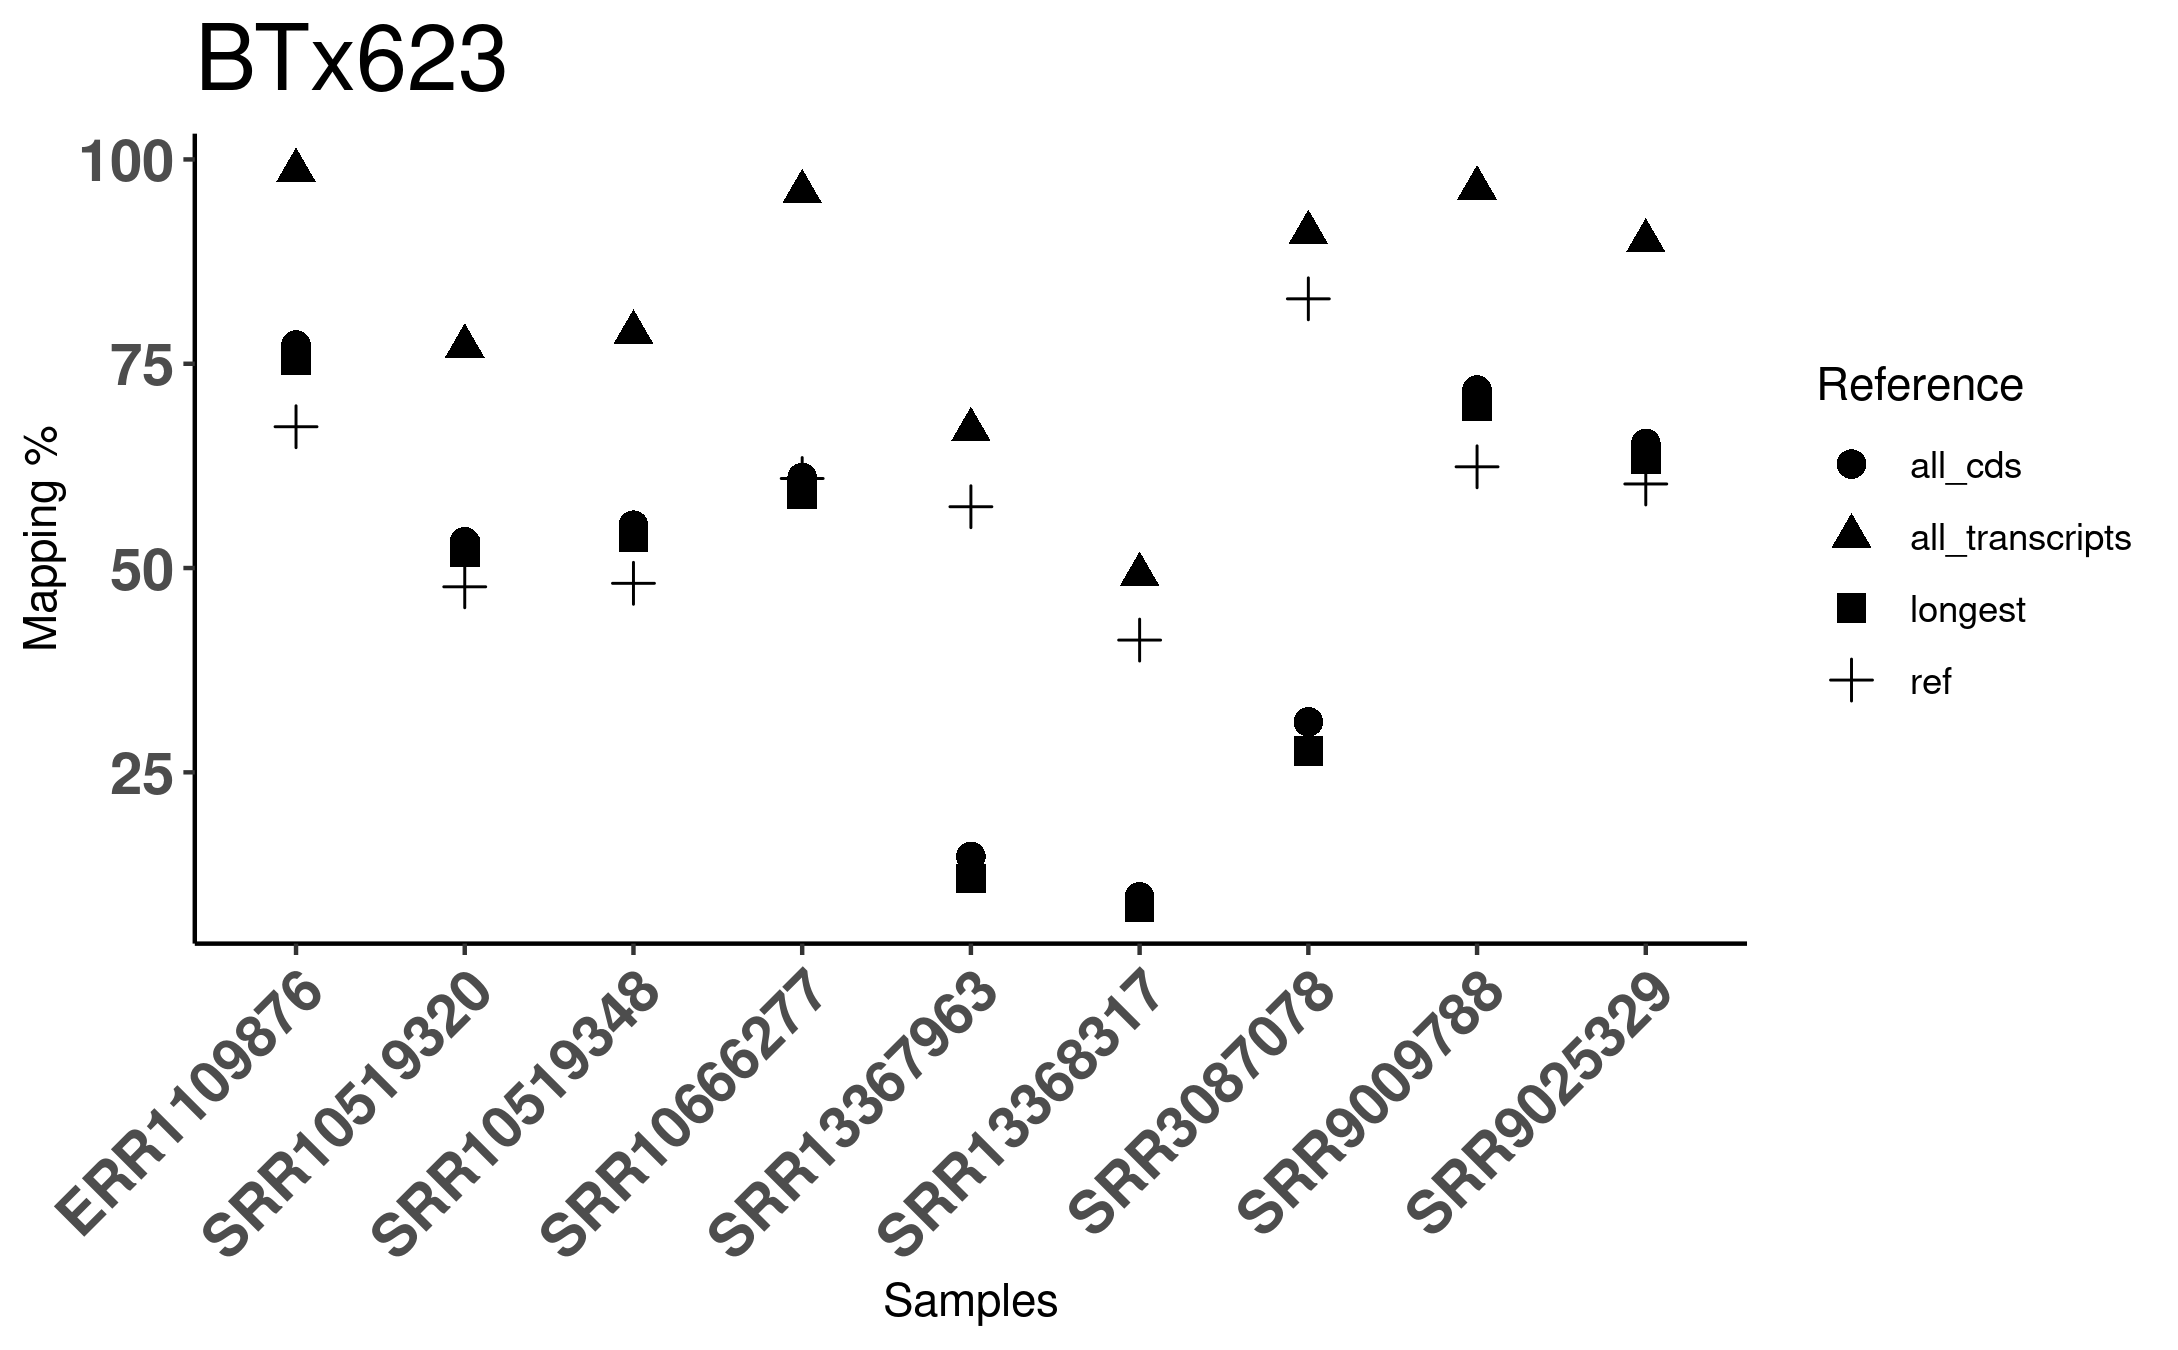 BTx623
Mapping %
100
75
50
25
ERR1109876
SRR10519320
SRR10519348
SRR10666277
SRR13367963
SRR13368317
SRR3087078
SRR9009788
SRR9025329
Samples
Reference
all_cds
all_transcripts
longest
ref